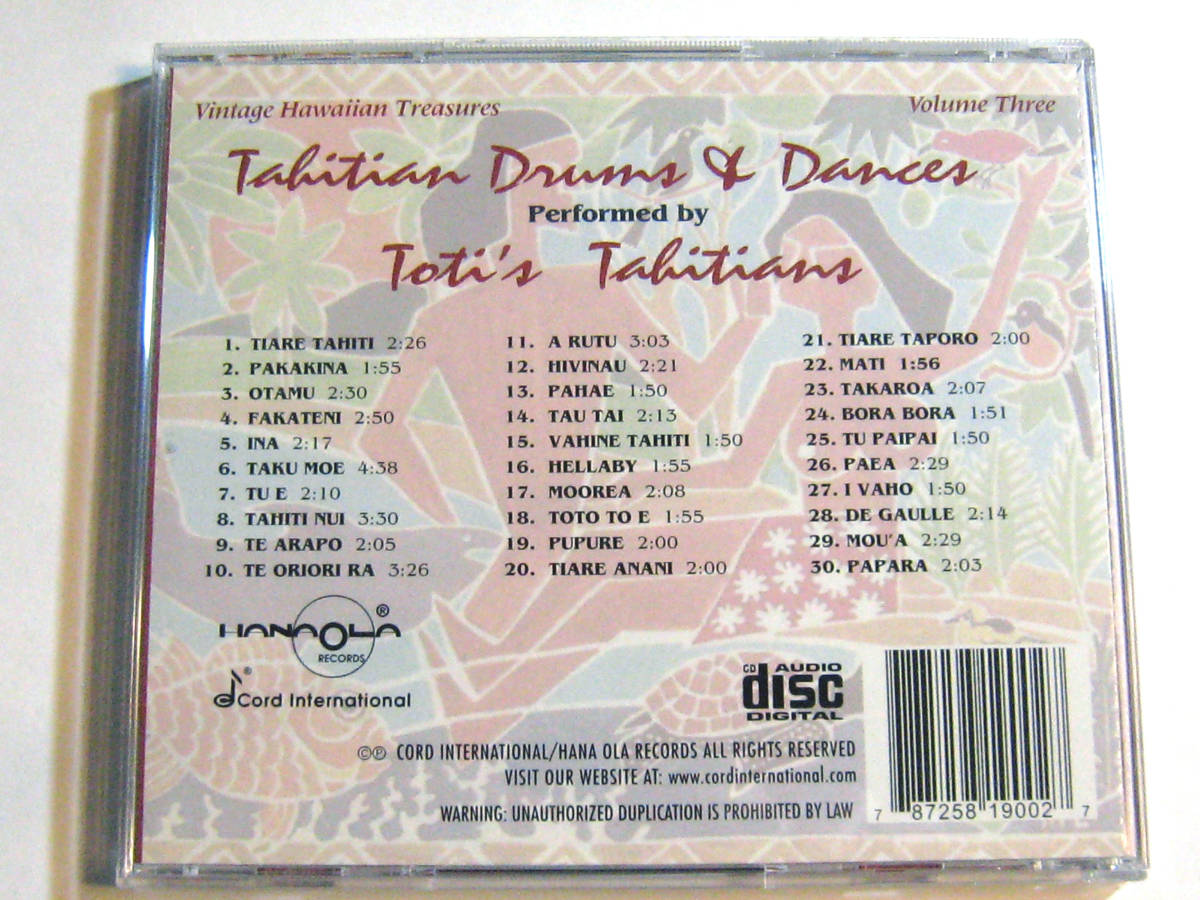 Vintage Hawaiian Treasures Volume Three
Tahitian Drums & Dances
Performed by
Toti's Tahitians
1. TIARE TAHITI 2:26
2. PAKAKINA 1:55
3. OTAMU 2:30
4. FAKATENI 2:50
5. INA 2:17
6. TAKU MOE 4:38
7. TU E 2:10
8. TAHITI NUI 3:30
9. TE ARAPO 2:05
10. TE ORIORI RA 3:26
11. A RUTU 3:03
12. HIVINAU 2:21
13. PAHAE 1:50
14. TAU TAI 2:13
15. VAHINE TAHITI 1:50
16. HELLABY 1:55
17. MOOREA 2:08
18. TOTO TO E 1:55
19. PUPURE 2:00
20. TIARE ANANI 2:00
21. TIARE TAPORO 2:00
22. MATI 1:56
23. TAKAROA 2:07
24. BORA BORA 1:51
25. TU PAIPAI 1:50
26. PAEA 2:29
27. I VAHO 1:50
28. DE GAULLE 2:14
29. MOU'A 2:29
30. PAPARA 2:03
HANAOLA ®
RECORDS
® Cord International
CD AUDIO
disc
DIGITAL
©℗ CORD INTERNATIONAL/HANA OLA RECORDS ALL RIGHTS RESERVED
VISIT OUR WEBSITE AT: www.cordinternational.com
WARNING: UNAUTHORIZED DUPLICATION IS PROHIBITED BY LAW
7 87258 19002 7